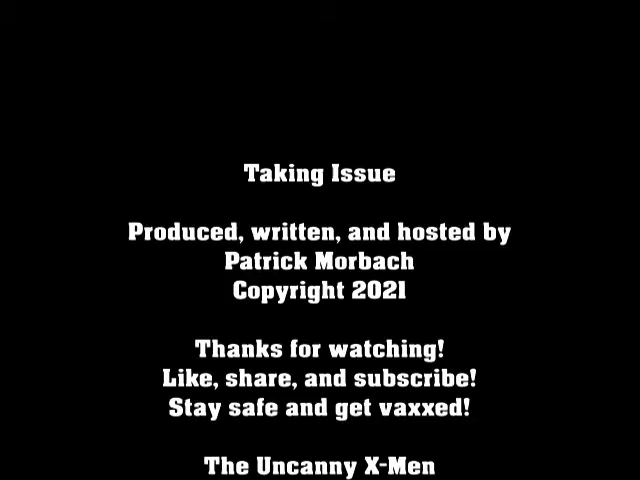 Taking Issue
Produced, written, and hosted by
Patrick Morbach
Copyright 2021
Thanks for watching!
Like, share, and subscribe!
Stay safe and get vaxxed!
The Uncanny X-Men